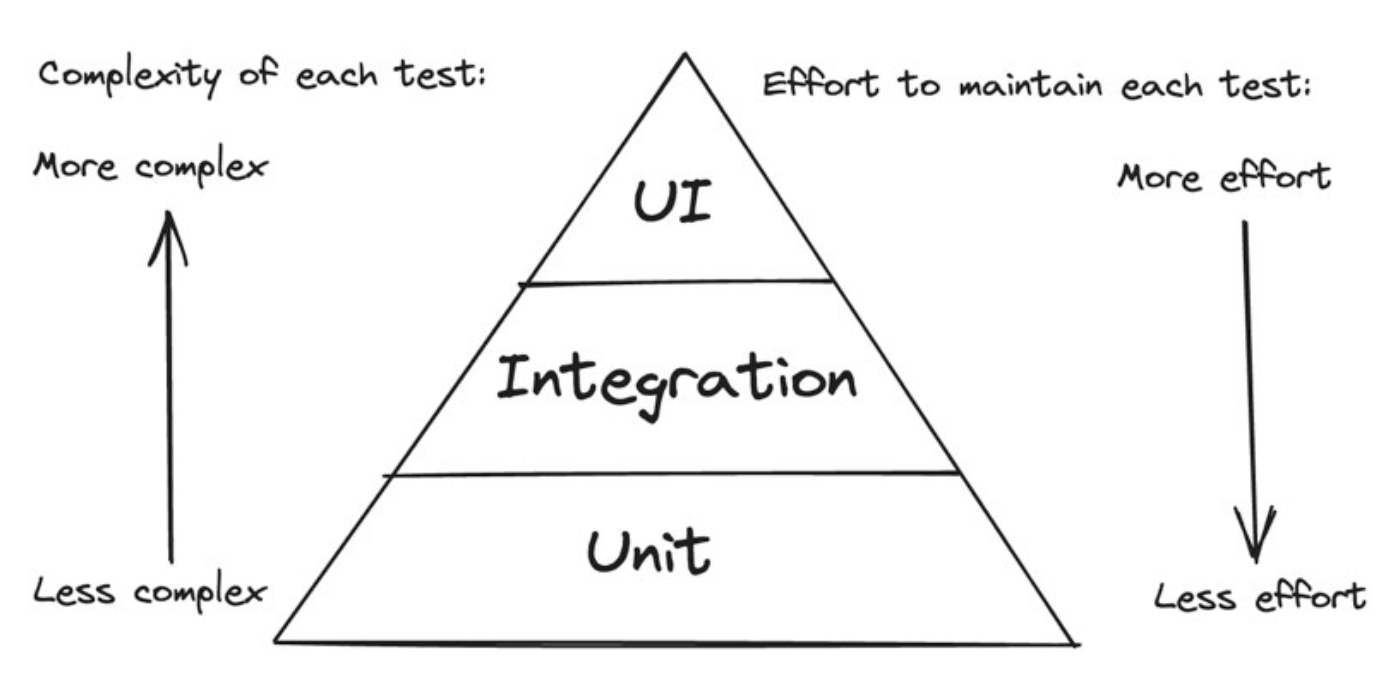 Complexity of each test:
More complex
Less complex
UI
Integration
Unit
Effort to maintain each test:
More effort
Less effort